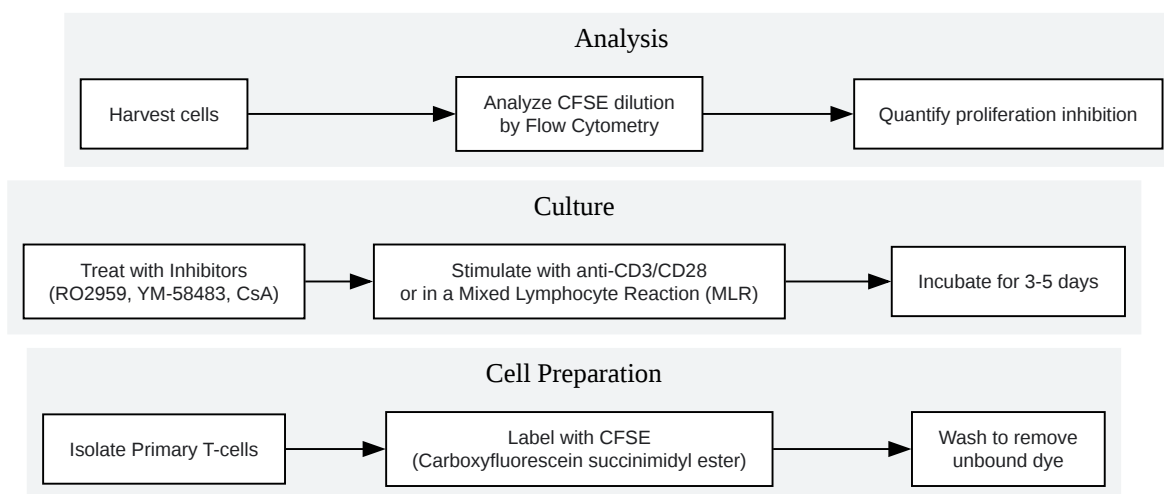 Analysis
Harvest cells
Analyze CFSE dilution
by Flow Cytometry
Quantify proliferation inhibition
Culture
Treat with Inhibitors
(RO2959, YM-58483, CsA)
Stimulate with anti-CD3/CD28
or in a Mixed Lymphocyte Reaction (MLR)
Incubate for 3-5 days
Cell Preparation
Isolate Primary T-cells
Label with CFSE
(Carboxyfluorescein succinimidyl ester)
Wash to remove
unbound dye